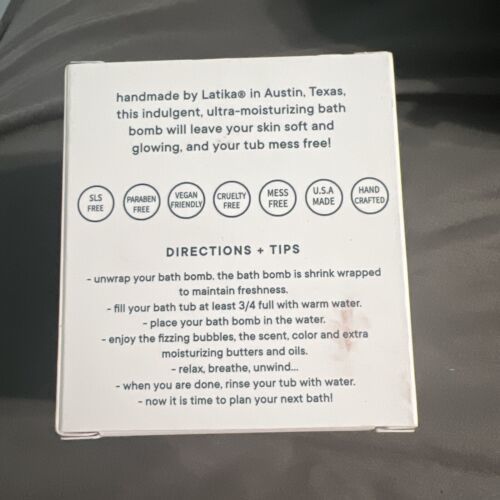 handmade by Latika® in Austin, Texas,
this indulgent, ultra-moisturizing bath
bomb will leave your skin soft and
glowing, and your tub mess free!
SLS
FREE
PARABEN
FREE
VEGAN
FRIENDLY
CRUELTY
FREE
MESS
FREE
U.S.A
MADE
HAND
CRAFTED
DIRECTIONS + TIPS
- unwrap your bath bomb. the bath bomb is shrink wrapped
to maintain freshness.
- fill your bath tub at least 3/4 full with warm water.
- place your bath bomb in the water.
- enjoy the fizzing bubbles, the scent, color and extra
moisturizing butters and oils.
- relax, breathe, unwind...
- when you are done, rinse your tub with water.
- now it is time to plan your next bath!